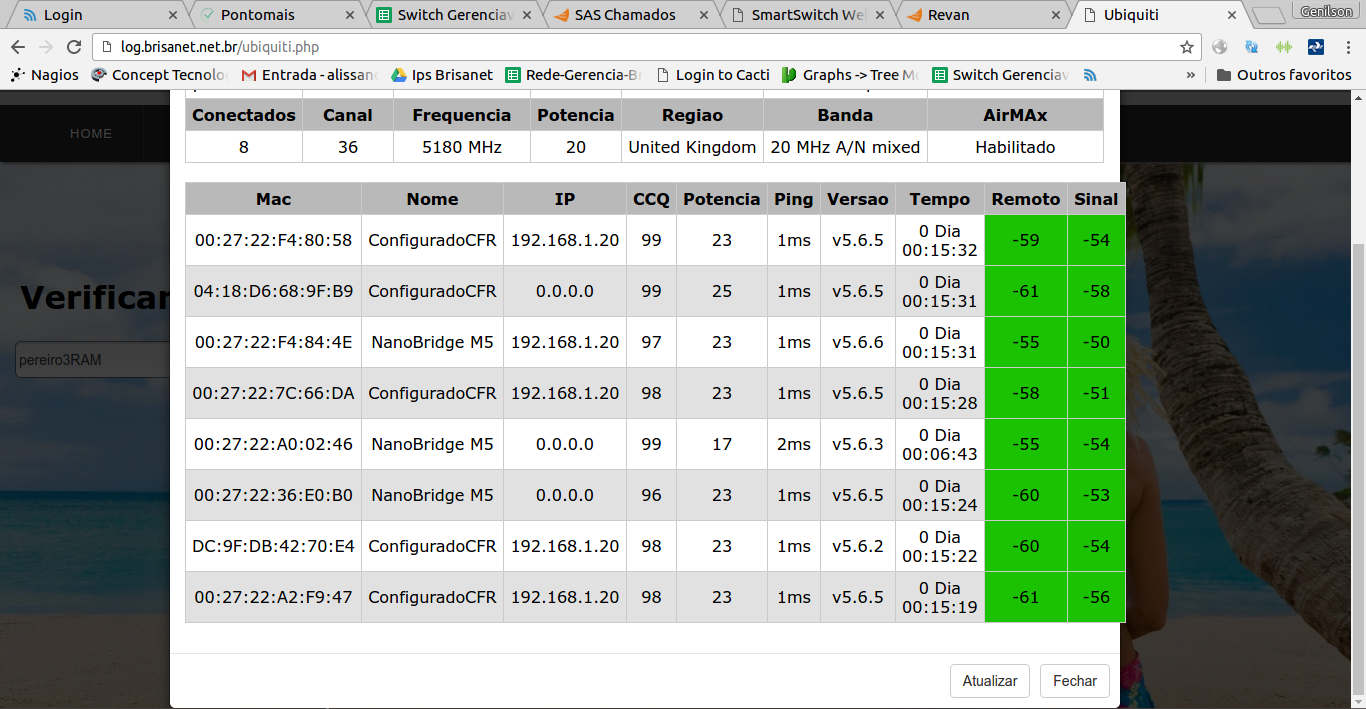 Login
Pontomais
Switch Gerenciav
SAS Chamados
SmartSwitch We
Revan
Ubiquiti
Genilson
log.brisanet.net.br/ubiquiti.php
Nagios
Concept Tecnolo
Entrada - alissan
Ips Brisanet
Rede-Gerencia-B
Login to Cacti
Graphs -> Tree M
Switch Gerenciav
»
Outros favoritos
HOME
Verificar
pereiro3RAM
Conectados Canal Frequencia Potencia Regiao Banda AirMAx
8 36 5180 MHz 20 United Kingdom 20 MHz A/N mixed Habilitado
Mac Nome IP CCQ Potencia Ping Versao Tempo Remoto Sinal
00:27:22:F4:80:58 ConfiguradoCFR 192.168.1.20 99 23 1ms v5.6.5 0 Dia 00:15:32 -59 -54
04:18:D6:68:9F:B9 ConfiguradoCFR 0.0.0.0 99 25 1ms v5.6.5 0 Dia 00:15:31 -61 -58
00:27:22:F4:84:4E NanoBridge M5 192.168.1.20 97 23 1ms v5.6.6 0 Dia 00:15:31 -55 -50
00:27:22:7C:66:DA ConfiguradoCFR 192.168.1.20 98 23 1ms v5.6.5 0 Dia 00:15:28 -58 -51
00:27:22:A0:02:46 NanoBridge M5 0.0.0.0 99 17 2ms v5.6.3 0 Dia 00:06:43 -55 -54
00:27:22:36:E0:B0 NanoBridge M5 0.0.0.0 96 23 1ms v5.6.5 0 Dia 00:15:24 -60 -53
DC:9F:DB:42:70:E4 ConfiguradoCFR 192.168.1.20 98 23 1ms v5.6.2 0 Dia 00:15:22 -60 -54
00:27:22:A2:F9:47 ConfiguradoCFR 192.168.1.20 98 23 1ms v5.6.5 0 Dia 00:15:19 -61 -56
Atualizar
Fechar